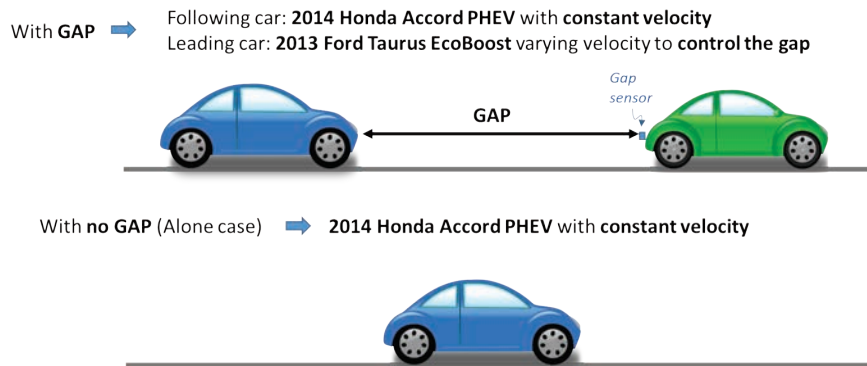 With GAP
Following car: 2014 Honda Accord PHEV with constant velocity
Leading car: 2013 Ford Taurus EcoBoost varying velocity to control the gap
Gap
sensor
GAP
With no GAP (Alone case)
2014 Honda Accord PHEV with constant velocity